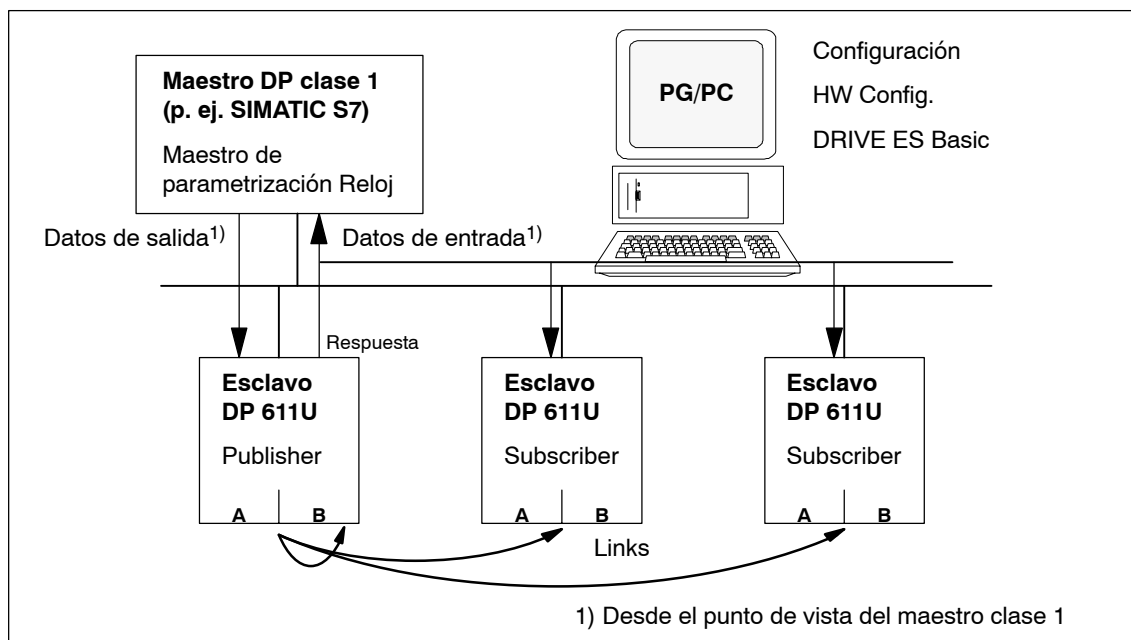 Maestro DP clase 1
(p. ej. SIMATIC S7)
Maestro de
parametrización Reloj
PG/PC
Configuración
HW Config.
DRIVE ES Basic
Datos de salida1)
Datos de entrada1)
Respuesta
Esclavo
DP 611U
Publisher
A B
Esclavo
DP 611U
Subscriber
A B
Esclavo
DP 611U
Subscriber
A B
Links
1) Desde el punto de vista del maestro clase 1